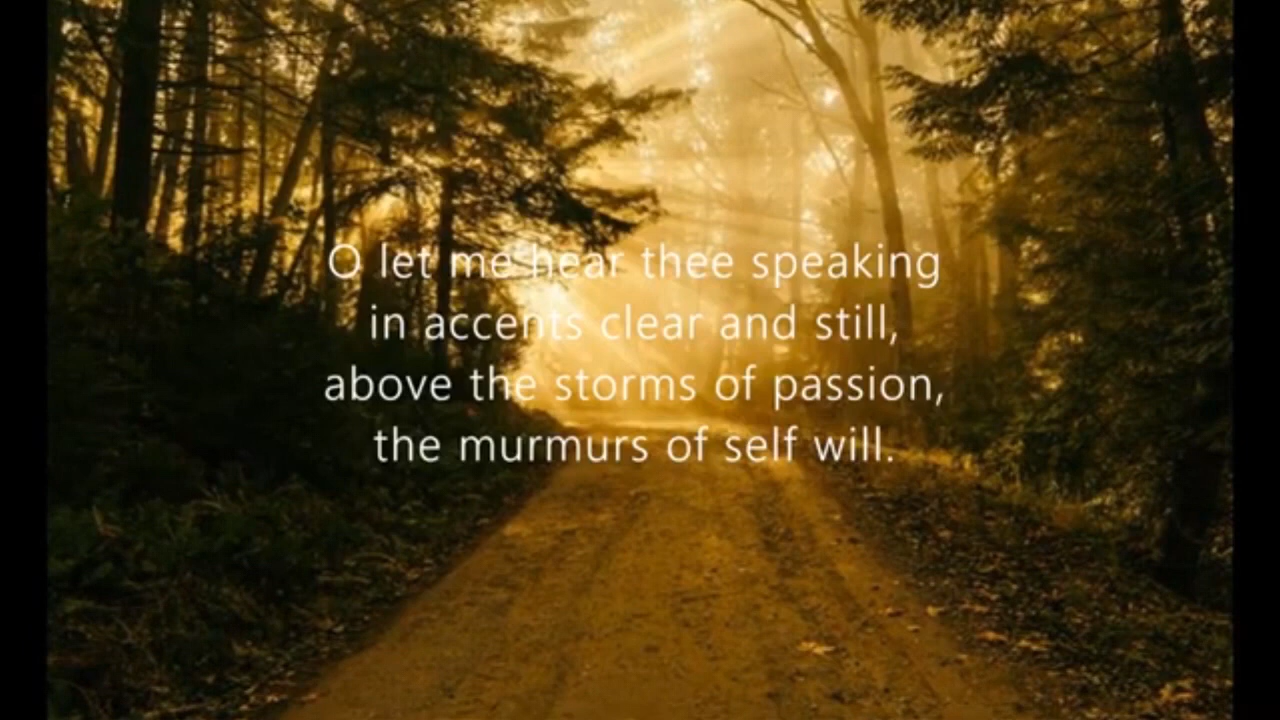 O let me hear thee speaking
in accents clear and still,
above the storms of passion,
the murmurs of self will.